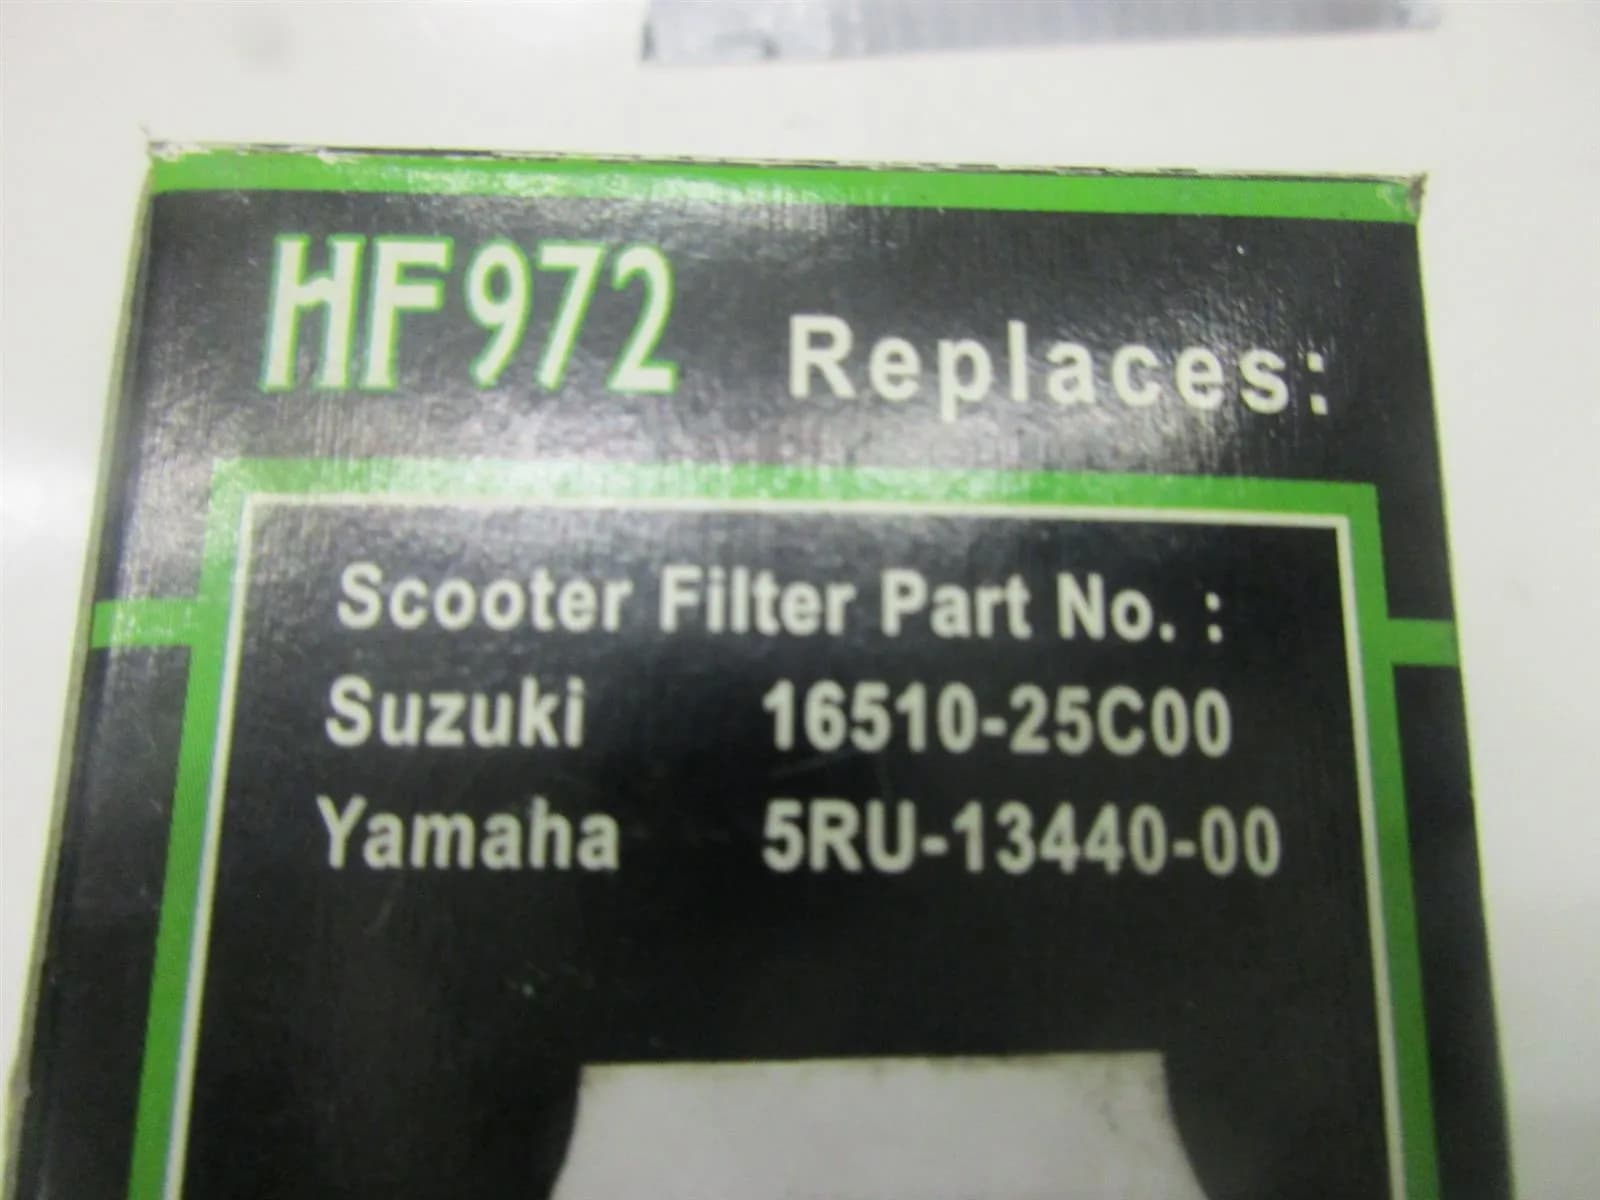 HF972 Replaces:
Scooter Filter Part No. :
Suzuki 16510-25C00
Yamaha 5RU-13440-00